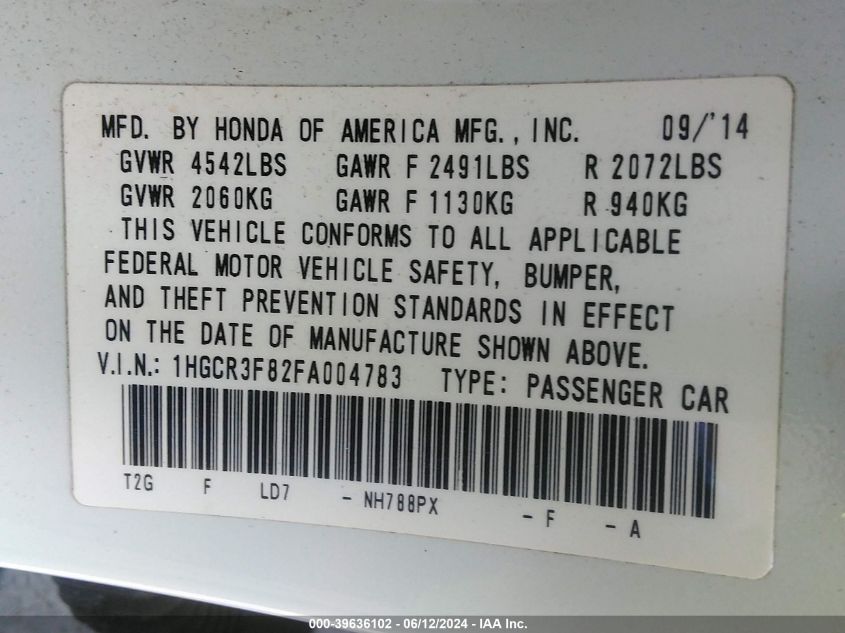 MFD. BY HONDA OF AMERICA MFG., INC. 09/'14
GVWR 4542LBS GAWR F 2491LBS R 2072LBS
GVWR 2060KG GAWR F 1130KG R 940KG
THIS VEHICLE CONFORMS TO ALL APPLICABLE
FEDERAL MOTOR VEHICLE SAFETY, BUMPER,
AND THEFT PREVENTION STANDARDS IN EFFECT
ON THE DATE OF MANUFACTURE SHOWN ABOVE.
V.I.N.: 1HGCR3F82FA004783 TYPE: PASSENGER CAR
T2G F LD7 - NH788PX - F - A
000-39636102 - 06/12/2024 - IAA Inc.